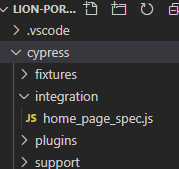 LION-POR...
.vscode
cypress
fixtures
integration
JS home_page_spec.js
plugins
support